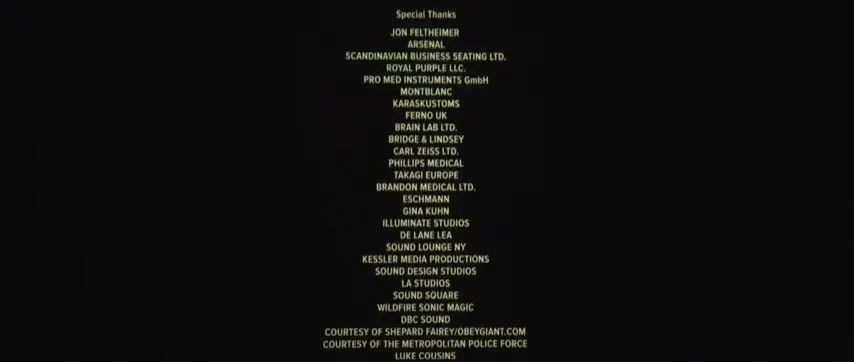 Special Thanks
JON FELTHEIMER
ARSENAL
SCANDINAVIAN BUSINESS SEATING LTD.
ROYAL PURPLE LLC.
PRO MED INSTRUMENTS GmbH
MONTBLANC
KARASKUSTOMS
FERNO UK
BRAIN LAB LTD.
BRIDGE & LINDSEY
CARL ZEISS LTD.
PHILLIPS MEDICAL
TAKAGI EUROPE
BRANDON MEDICAL LTD.
ESCHMANN
GINA KUHN
ILLUMINATE STUDIOS
DE LANE LEA
SOUND LOUNGE NY
KESSLER MEDIA PRODUCTIONS
SOUND DESIGN STUDIOS
LA STUDIOS
SOUND SQUARE
WILDFIRE SONIC MAGIC
DBC SOUND
COURTESY OF SHEPARD FAIREY/OBEYGIANT.COM
COURTESY OF THE METROPOLITAN POLICE FORCE
LUKE COUSINS